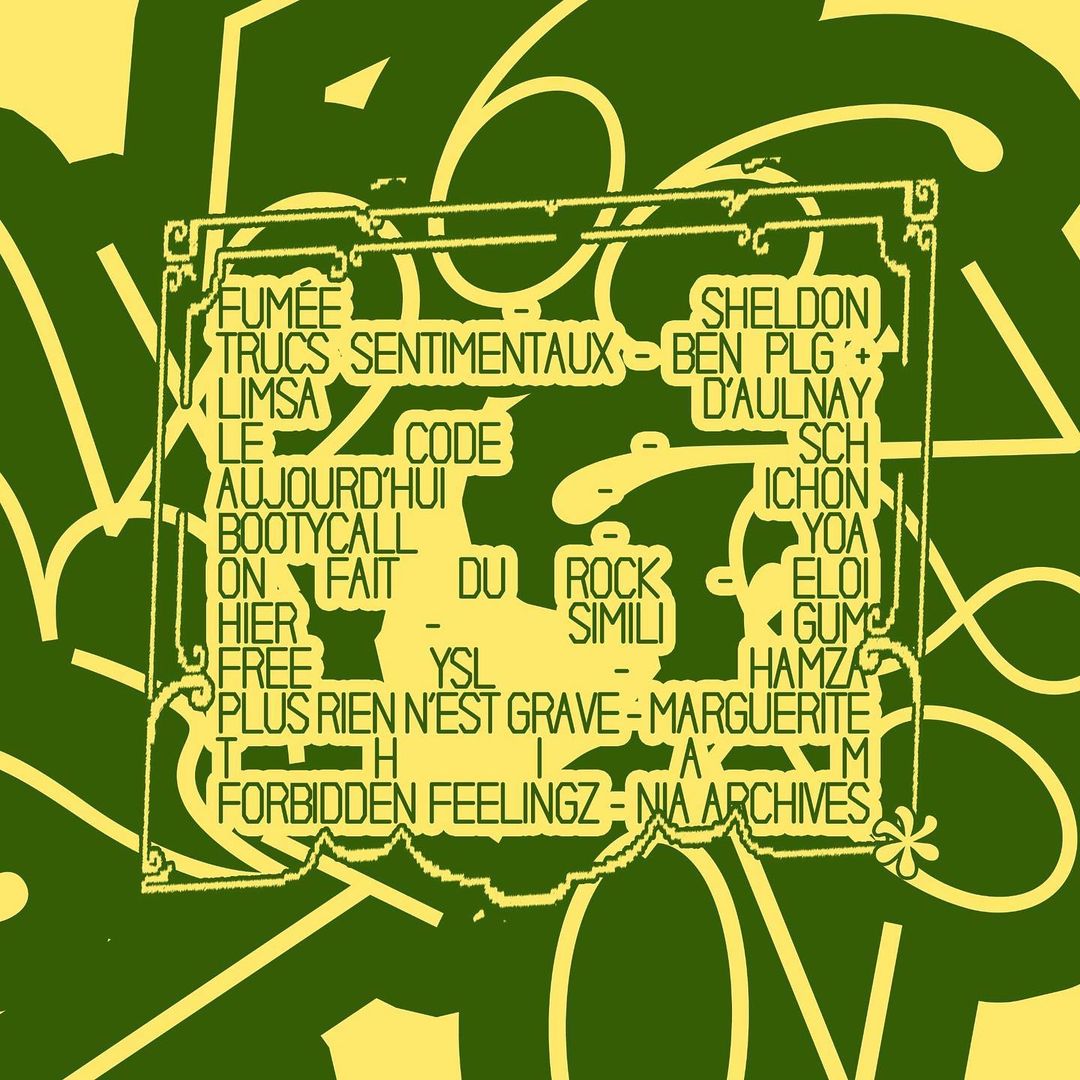 FUMÉE - SHELDON
TRUCS SENTIMENTAUX - BEN PLG +
LIMSA D'AULNAY
LE CODE - SCH
AUJOURD'HUI - ICHON
BOOTYCALL - YOA
ON FAIT DU ROCK - ELOI
HIER - SIMILI GUM
FREE YSL - HAMZA
PLUS RIEN N'EST GRAVE - MARGUERITE
T H I A M
FORBIDDEN FEELINGZ - NIA ARCHIVES